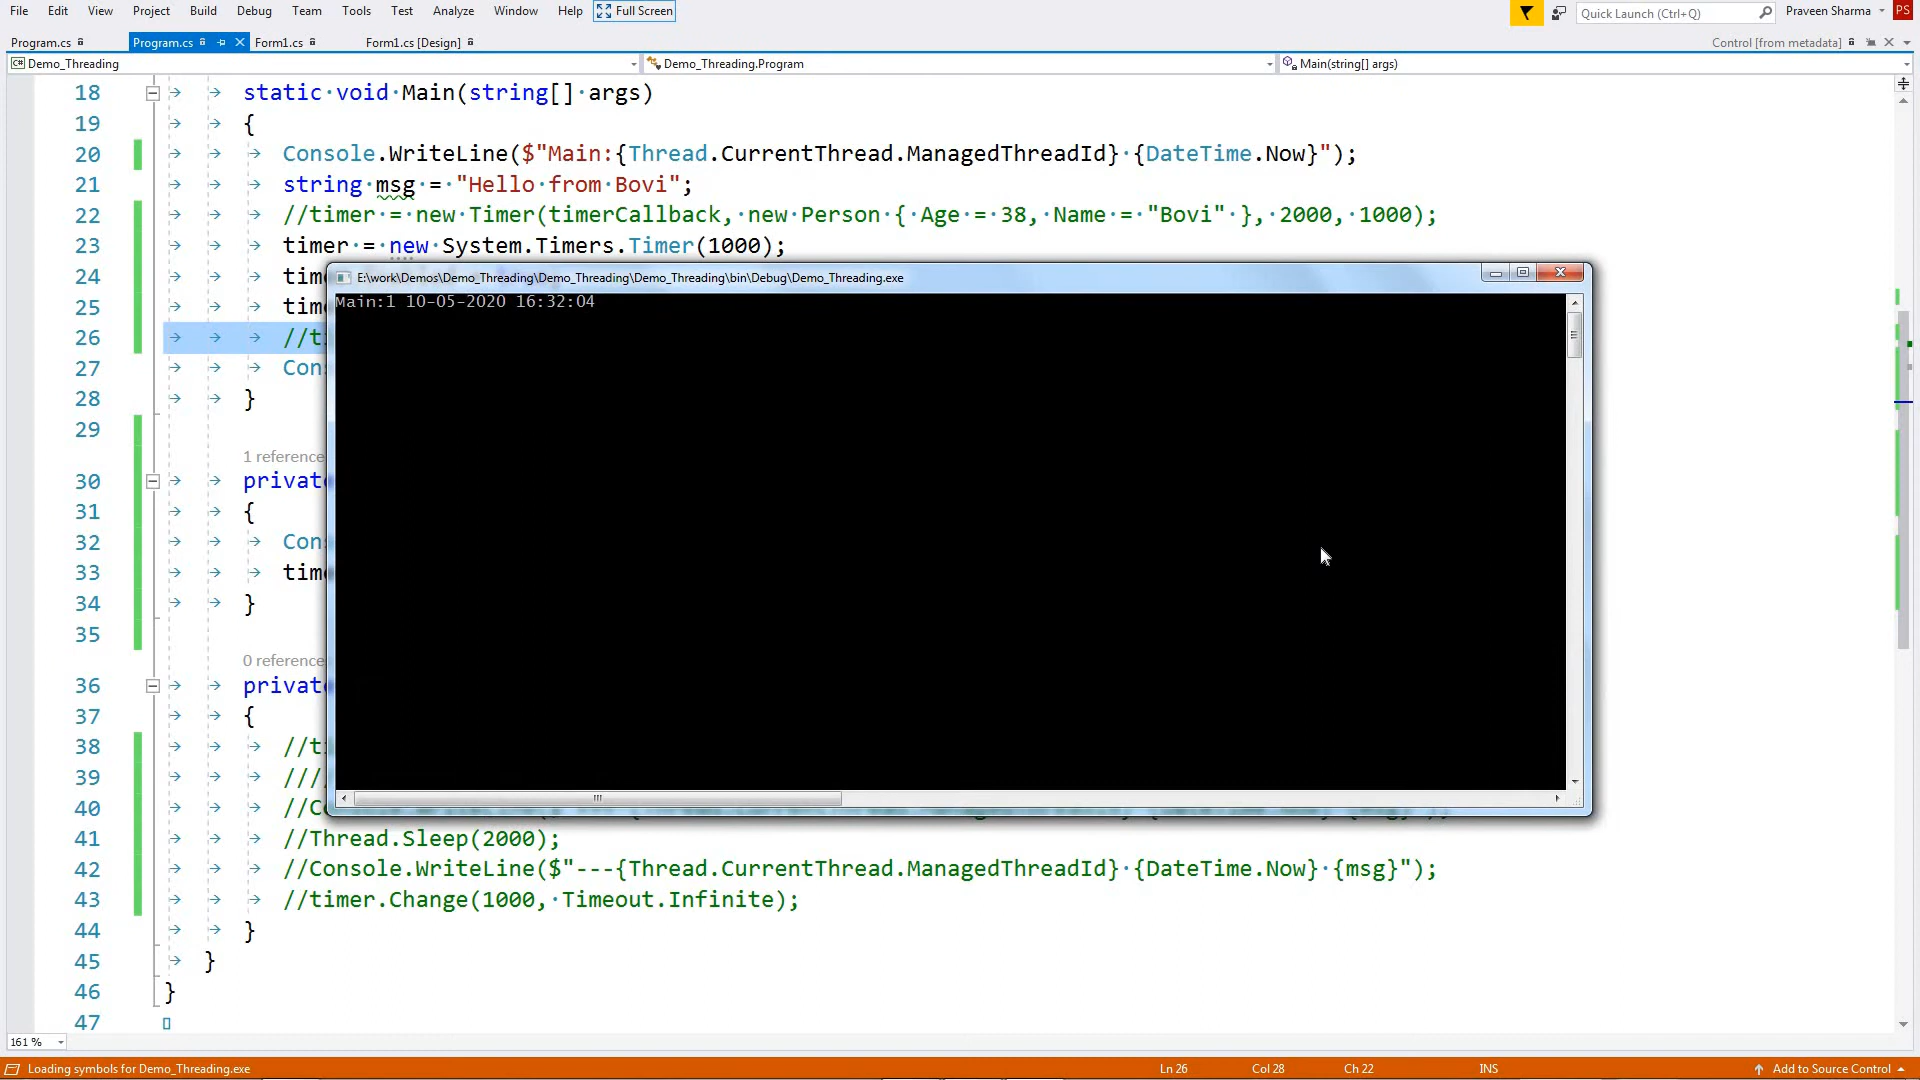 File Edit View Project Build Debug Team Tools Test Analyze Window Help Full Screen Quick Launch (Ctrl+Q) Praveen Sharma PS
Program.cs Program.cs Form1.cs Form1.cs [Design] Control [from metadata]
C# Demo_Threading Demo_Threading.Program Main(string[] args)
18 static void Main(string[] args)
19 {
20 Console.WriteLine($"Main:{Thread.CurrentThread.ManagedThreadId} {DateTime.Now}");
21 string msg = "Hello from Bovi";
22 //timer = new Timer(timerCallback, new Person { Age = 38, Name = "Bovi" }, 2000, 1000);
23 timer = new System.Timers.Timer(1000);
E:\work\Demos\Demo_Threading\Demo_Threading\Demo_Threading\bin\Debug\Demo_Threading.exe
Main:1 10-05-2020 16:32:04
24 tim
25 tim
26 //t
27 Con
28 }
29
1 reference
30 private
31 {
32 Con
33 tim
34 }
35
0 reference
36 private
37 {
38 //t
39 ///
40 //C
41 //Thread.Sleep(2000);
42 //Console.WriteLine($"---{Thread.CurrentThread.ManagedThreadId} {DateTime.Now} {msg}");
43 //timer.Change(1000, Timeout.Infinite);
44 }
45 }
46 }
47
161 %
Loading symbols for Demo_Threading.exe Ln 26 Col 28 Ch 22 INS Add to Source Control